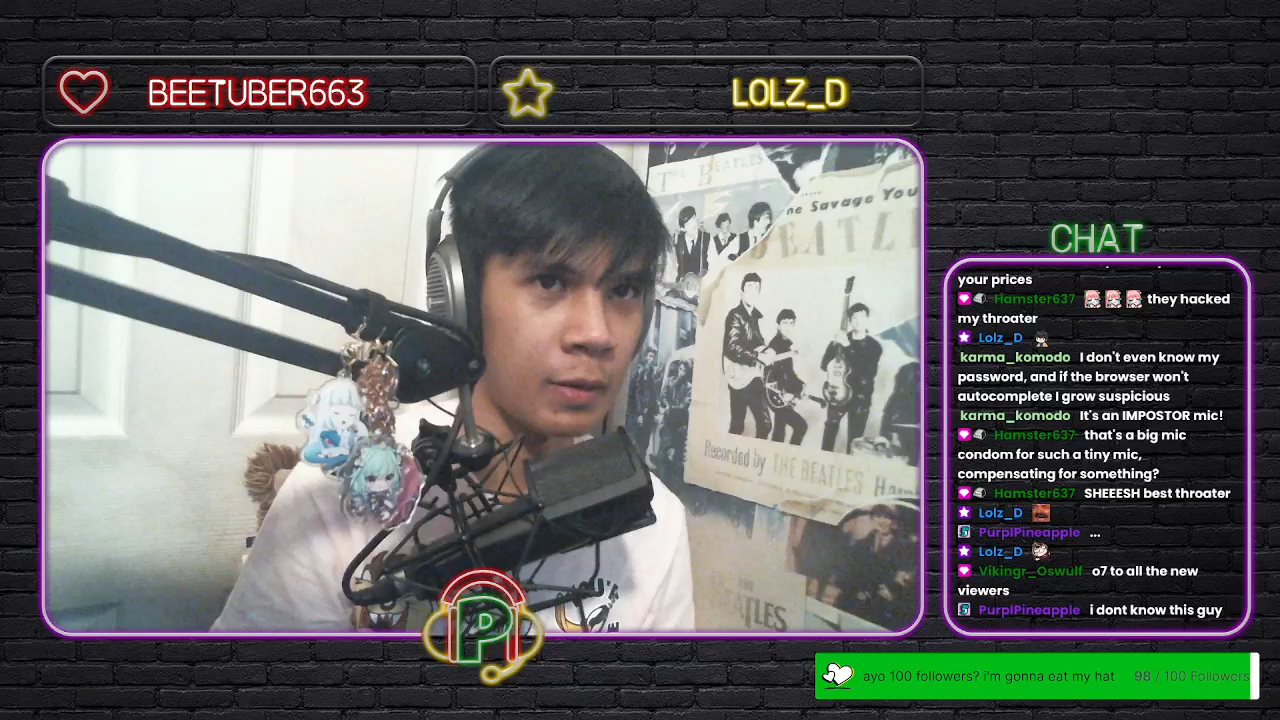 BEETUBER663
LOLZ_D
THE BEATLES
ne Savage You
BEATL
Recorded by THE BEATLES
BEATLES
P
CHAT
your prices
Hamster637 they hacked
my throater
Lolz_D
karma_komodo I don't even know my
password, and if the browser won't
autocomplete I grow suspicious
karma_komodo It's an IMPOSTOR mic!
Hamster637 that's a big mic
condom for such a tiny mic,
compensating for something?
Hamster637 SHEEESH best throater
Lolz_D
PurplPineapple ...
Lolz_D
Vikingr_Oswulf o7 to all the new
viewers
PurplPineapple i dont know this guy
ayo 100 followers? i'm gonna eat my hat 98 / 100 Followers